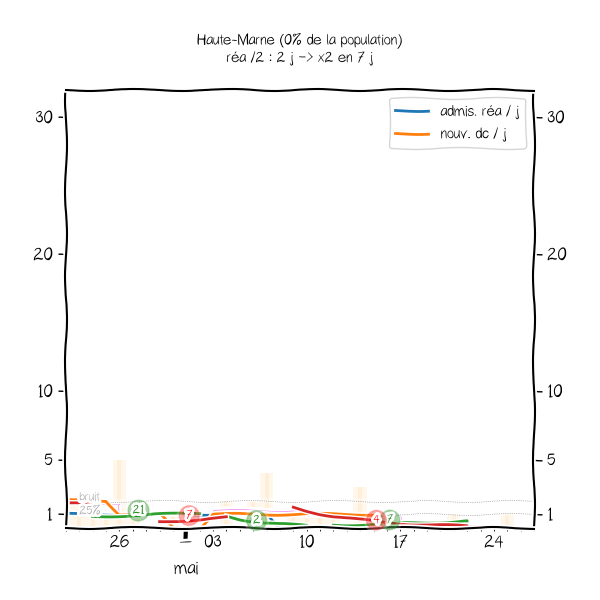 Haute-Marne (0% de la population)
réa /2 : 2 j -> x2 en 7 j
admis. réa / j
nouv. dc / j
30 30
20 20
10 10
5 5
bruit
25%
21 7 2 4 7
1 1
26 1 03 10 17 24
mai